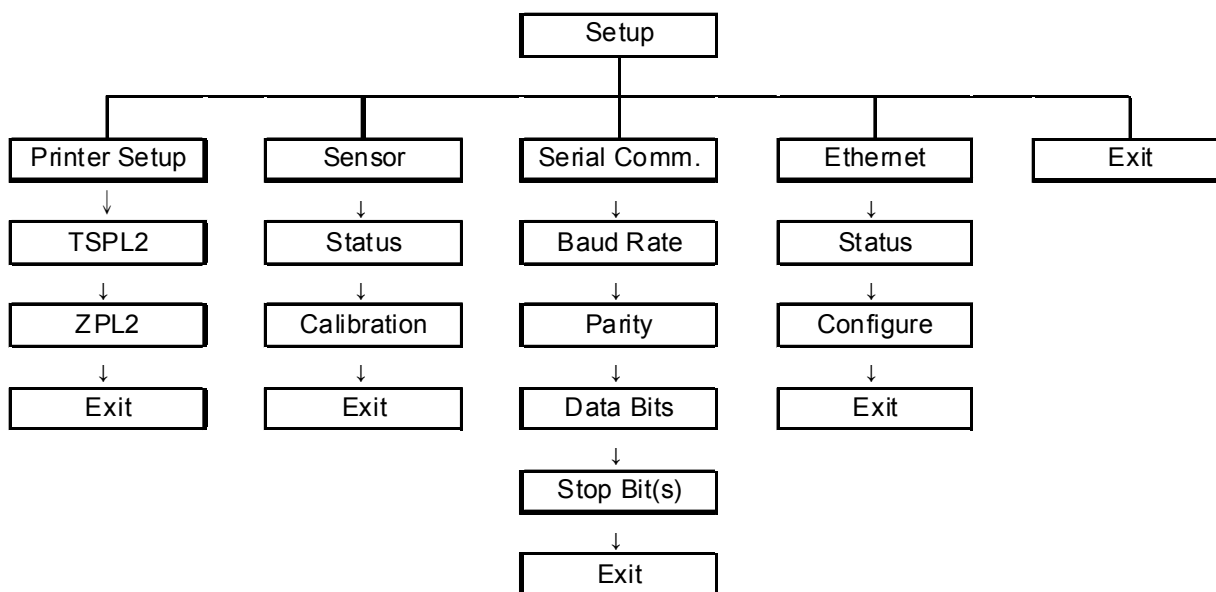 Setup
Printer Setup
Sensor
Serial Comm.
Ethernet
Exit
TSPL2
Status
Baud Rate
Status
ZPL2
Calibration
Parity
Configure
Exit
Exit
Data Bits
Exit
Stop Bit(s)
Exit